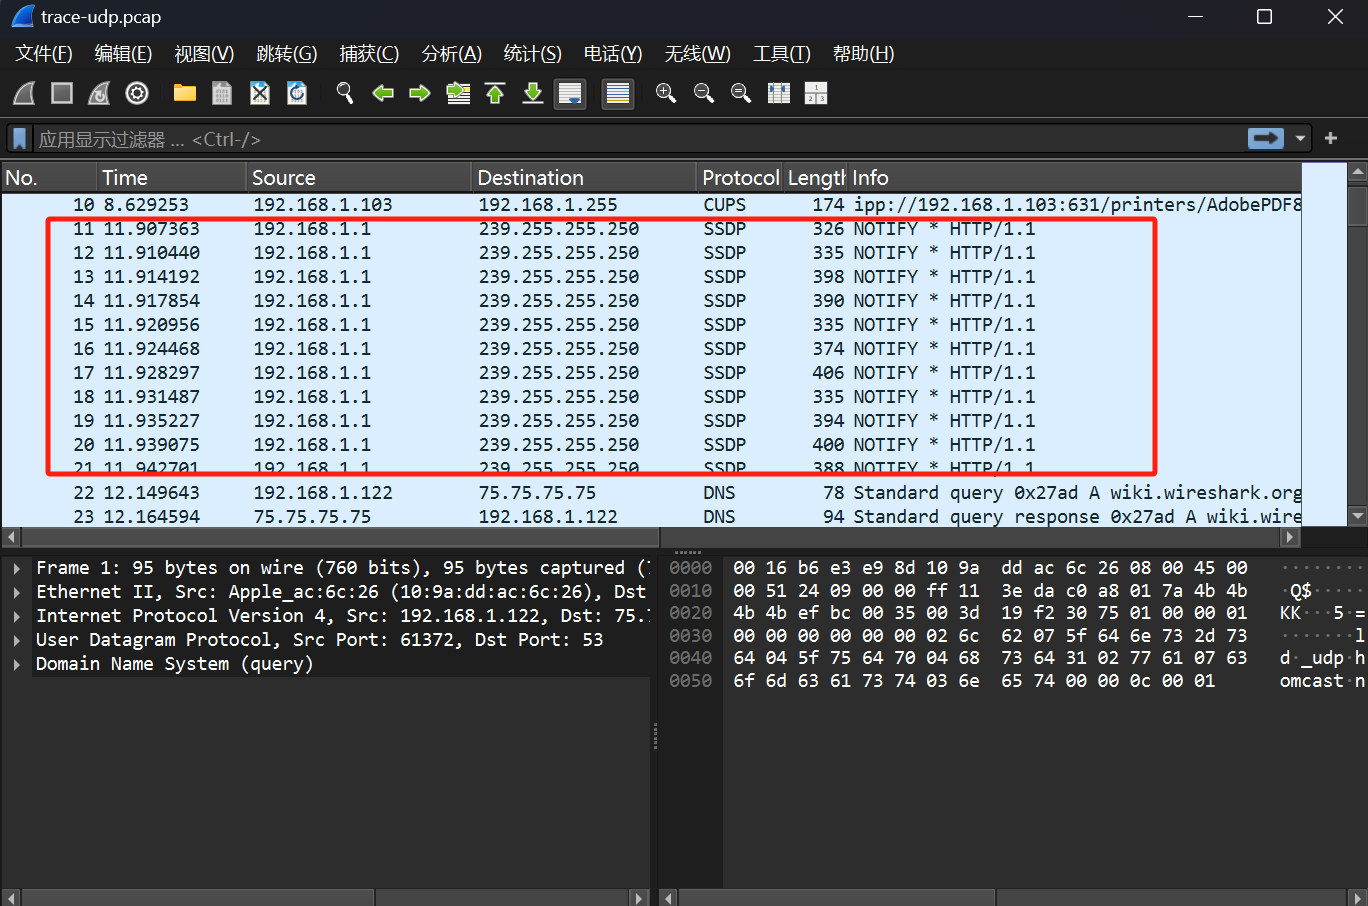 trace-udp.pcap
文件(F) 编辑(E) 视图(V) 跳转(G) 捕获(C) 分析(A) 统计(S) 电话(Y) 无线(W) 工具(T) 帮助(H)
应用显示过滤器 … <Ctrl-/>
No. Time Source Destination Protocol Length Info
10 8.629253 192.168.1.103 192.168.1.255 CUPS 174 ipp://192.168.1.103:631/printers/AdobePDF8
11 11.907363 192.168.1.1 239.255.255.250 SSDP 326 NOTIFY * HTTP/1.1
12 11.910440 192.168.1.1 239.255.255.250 SSDP 335 NOTIFY * HTTP/1.1
13 11.914192 192.168.1.1 239.255.255.250 SSDP 398 NOTIFY * HTTP/1.1
14 11.917854 192.168.1.1 239.255.255.250 SSDP 390 NOTIFY * HTTP/1.1
15 11.920956 192.168.1.1 239.255.255.250 SSDP 335 NOTIFY * HTTP/1.1
16 11.924468 192.168.1.1 239.255.255.250 SSDP 374 NOTIFY * HTTP/1.1
17 11.928297 192.168.1.1 239.255.255.250 SSDP 406 NOTIFY * HTTP/1.1
18 11.931487 192.168.1.1 239.255.255.250 SSDP 335 NOTIFY * HTTP/1.1
19 11.935227 192.168.1.1 239.255.255.250 SSDP 394 NOTIFY * HTTP/1.1
20 11.939075 192.168.1.1 239.255.255.250 SSDP 400 NOTIFY * HTTP/1.1
21 11.942701 192.168.1.1 239.255.255.250 SSDP 388 NOTIFY * HTTP/1.1
22 12.149643 192.168.1.122 75.75.75.75 DNS 78 Standard query 0x27ad A wiki.wireshark.org
23 12.164594 75.75.75.75 192.168.1.122 DNS 94 Standard query response 0x27ad A wiki.wire
Frame 1: 95 bytes on wire (760 bits), 95 bytes captured (7
Ethernet II, Src: Apple_ac:6c:26 (10:9a:dd:ac:6c:26), Dst
Internet Protocol Version 4, Src: 192.168.1.122, Dst: 75.7
User Datagram Protocol, Src Port: 61372, Dst Port: 53
Domain Name System (query)
0000 00 16 b6 e3 e9 8d 10 9a dd ac 6c 26 08 00 45 00 ········
0010 00 51 24 09 00 00 ff 11 3e da c0 a8 01 7a 4b 4b ·Q$·····
0020 4b 4b ef bc 00 35 00 3d 19 f2 30 75 01 00 00 01 KK···5·=
0030 00 00 00 00 00 00 02 6c 62 07 5f 64 6e 73 2d 73 ·······l
0040 64 04 5f 75 64 70 04 68 73 64 31 02 77 61 07 63 d·_udp·h
0050 6f 6d 63 61 73 74 03 6e 65 74 00 00 0c 00 01 omcast·n